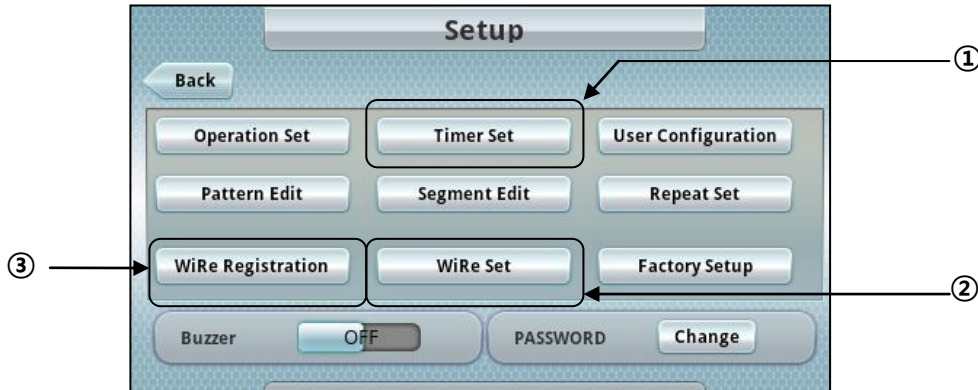 Setup
①
Back
Operation Set
Timer Set
User Configuration
Pattern Edit
Segment Edit
Repeat Set
③
WiRe Registration
WiRe Set
Factory Setup
②
Buzzer
OFF
PASSWORD
Change